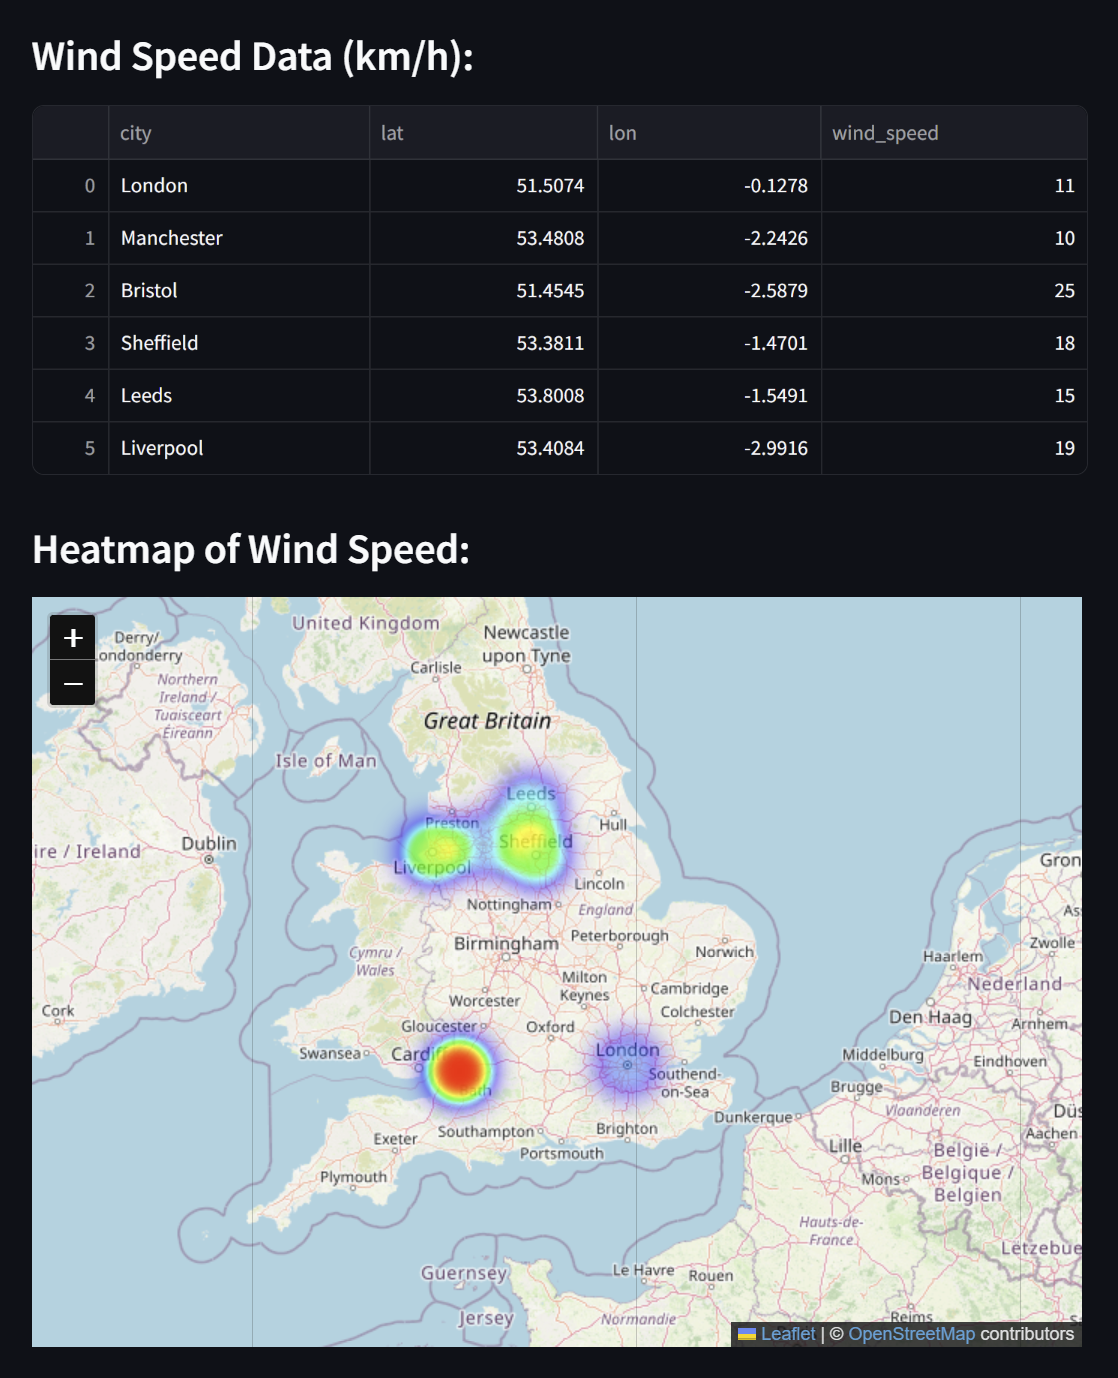 Wind Speed Data (km/h):
city lat lon wind_speed
0 London 51.5074 -0.1278 11
1 Manchester 53.4808 -2.2426 10
2 Bristol 51.4545 -2.5879 25
3 Sheffield 53.3811 -1.4701 18
4 Leeds 53.8008 -1.5491 15
5 Liverpool 53.4084 -2.9916 19
Heatmap of Wind Speed:
+
−
United Kingdom
Newcastle
upon Tyne
Derry/
ondonderry
Carlisle
Northern
Ireland /
Tuaisceart
Éireann
Great Britain
Isle of Man
Leeds
Preston
Hull
Dublin
Sheffield
ire / Ireland
Liverpool
Lincoln
Nottingham
England
Gron
Birmingham
Peterborough
As
Norwich
Zwolle
Cymru /
Wales
Haarlem
Milton
Keynes
Cambridge
Nederland
Worcester
Cork
Colchester
Den Haag
Arnhem
Gloucester
Oxford
Swansea
Cardiff
London
Middelburg
Eindhoven
Southend-
on-Sea
Brugge
ath
Vlaanderen
Düs
Dunkerque
Exeter
Southampton
Brighton
Aachen
Portsmouth
Lille
België /
Belgique /
Belgien
Plymouth
Mons
Hauts-de-
France
Lëtzebue
Guernsey
Le Havre
Rouen
Jersey
Normandie
Reims
Leaflet | © OpenStreetMap contributors